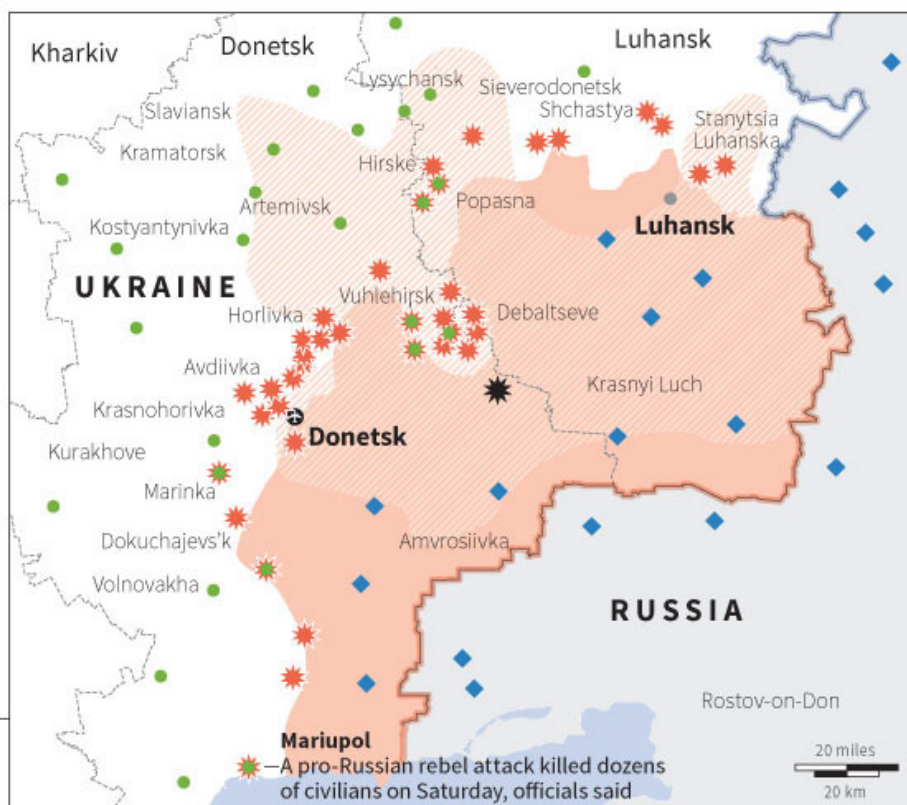 Kharkiv
Donetsk
Luhansk
Lysychansk
Sieverodonetsk
Slaviansk
Shchastya
Stanytsia
Luhanska
Kramatorsk
Hirske
Artemivsk
Popasna
Kostyantynivka
Luhansk
UKRAINE
Vuhlehirsk
Horlivka
Debaltseve
Avdiivka
Krasnyi Luch
Krasnohorivka
Donetsk
Kurakhove
Marinka
Dokuchajevs'k
Amvrosiivka
Volnovakha
RUSSIA
Rostov-on-Don
Mariupol
—A pro-Russian rebel attack killed dozens
of civilians on Saturday, officials said
20 miles
20 km